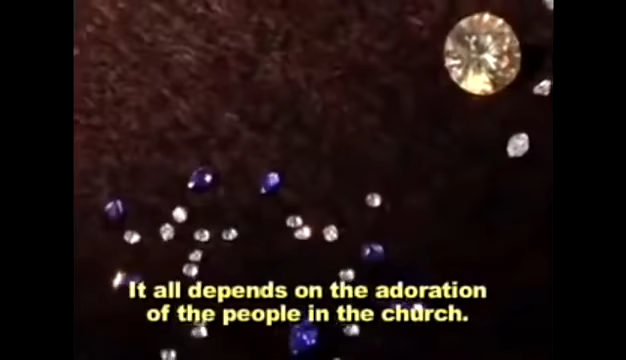 It all depends on the adoration
of the people in the church.